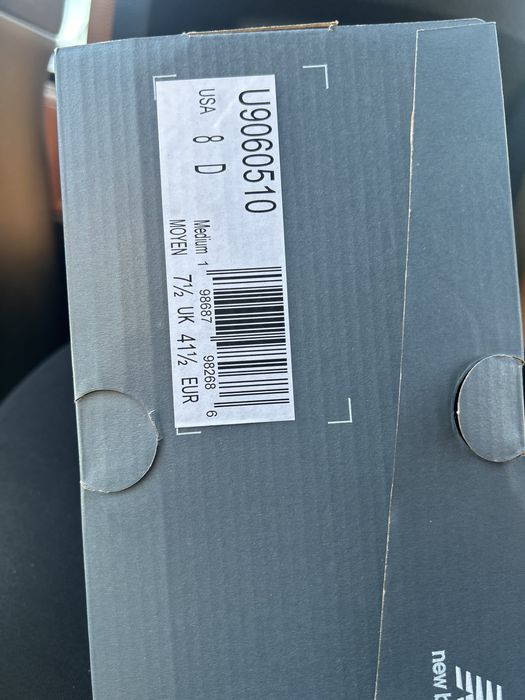 U9060510
USA 8 D
Medium
MOYEN 7½ UK 41½ EUR
1 98687 98268 6
new b